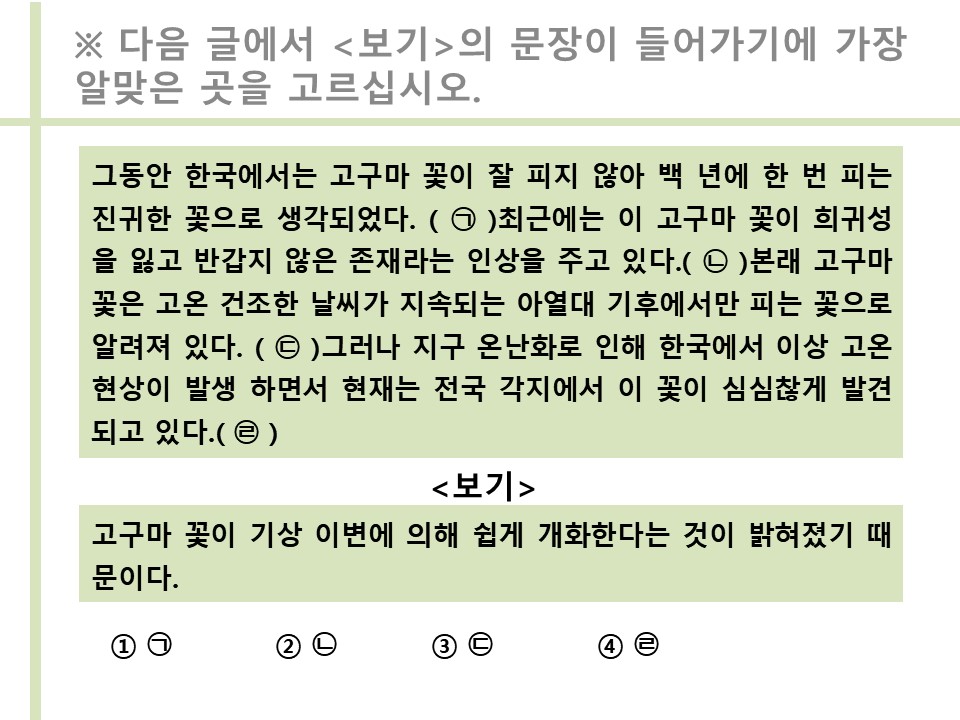 ※ 다음 글에서 <보기>의 문장이 들어가기에 가장
알맞은 곳을 고르십시오.
그동안 한국에서는 고구마 꽃이 잘 피지 않아 백 년에 한 번 피는
진귀한 꽃으로 생각되었다. ( ㉠ )최근에는 이 고구마 꽃이 희귀성
을 잃고 반갑지 않은 존재라는 인상을 주고 있다.( ㉡ )본래 고구마
꽃은 고온 건조한 날씨가 지속되는 아열대 기후에서만 피는 꽃으로
알려져 있다. ( ㉢ )그러나 지구 온난화로 인해 한국에서 이상 고온
현상이 발생 하면서 현재는 전국 각지에서 이 꽃이 심심찮게 발견
되고 있다.( ㉣ )
<보기>
고구마 꽃이 기상 이변에 의해 쉽게 개화한다는 것이 밝혀졌기 때
문이다.
① ㉠ ② ㉡ ③ ㉢ ④ ㉣